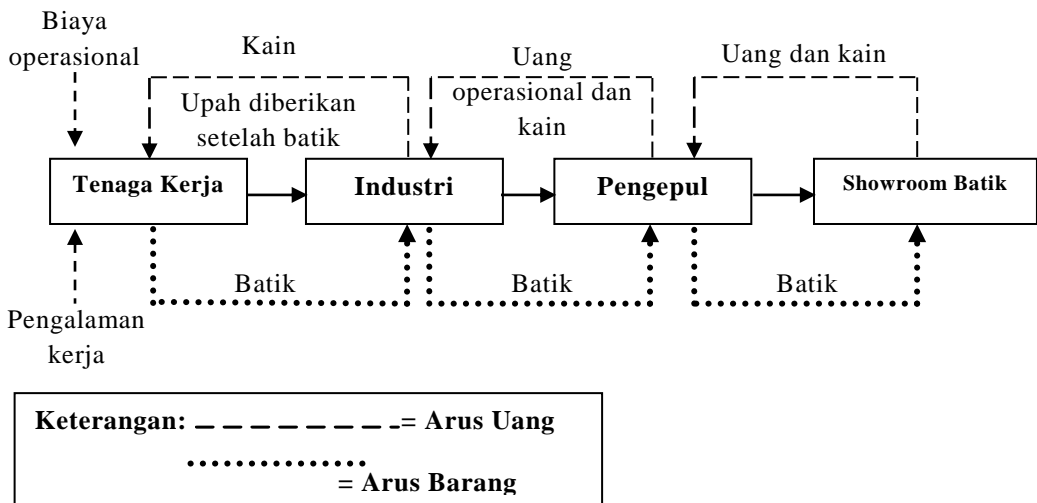 Biaya
operasional
Kain
Uang
operasional dan
kain
Uang dan kain
Upah diberikan
setelah batik
Tenaga Kerja
Industri
Pengepul
Showroom Batik
Batik
Batik
Batik
Pengalaman
kerja
Keterangan: = Arus Uang
= Arus Barang